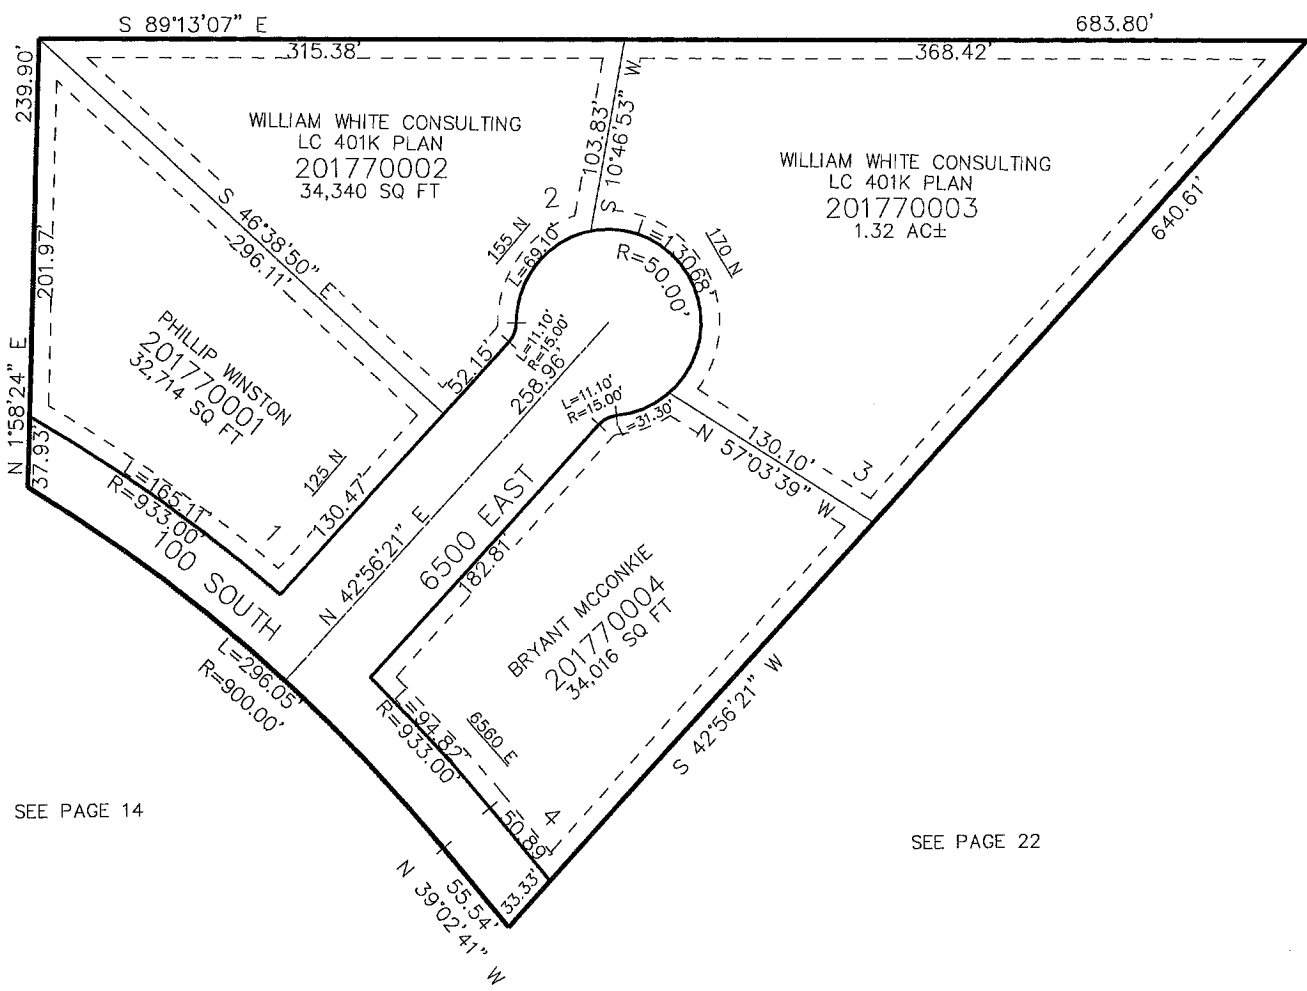 S 89°13'07" E
683.80'
315.38'
368.42'
239.90'
WILLIAM WHITE CONSULTING
LC 401K PLAN
201770002
34,340 SQ FT
103.83'
S 10°46'53" W
WILLIAM WHITE CONSULTING
LC 401K PLAN
201770003
1.32 AC±
640.61'
S 46°38'50" E
296.11'
2
155 N
L=69.10'
L=130.68'
R=50.00'
170 N
201.97'
PHILLIP WINSTON
201770001
32,714 SQ FT
52.15'
L=11.10'
R=15.00'
258.96'
L=11.10'
R=15.00'
L=31.30'
N 1°58'24" E
37.93'
L=165.11'
R=933.00'
125 N
1
130.47'
130.10'
N 57°03'39" W
3
100 SOUTH
N 42°56'21" E
6500 EAST
182.81'
BRYANT MCCONKIE
201770004
34,016 SQ FT
L=296.05'
R=900.00'
L=94.82'
R=933.00'
6560 E
S 42°56'21" W
4
50.89'
33.33'
55.54'
N 39°02'41" W
SEE PAGE 14
SEE PAGE 22